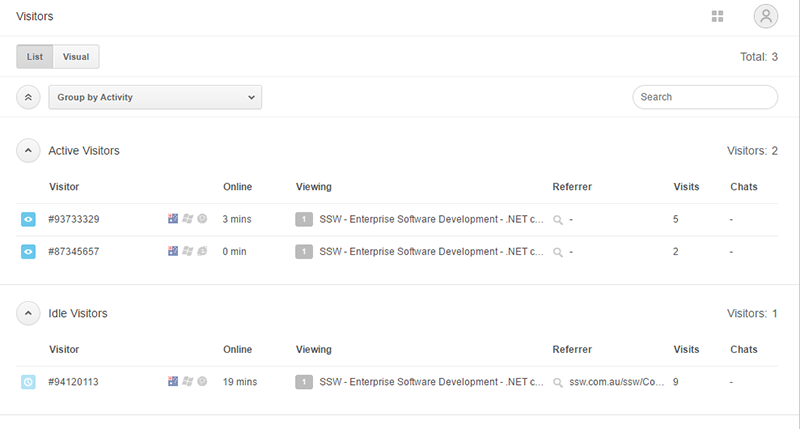 Visitors
List Visual Total: 3
Group by Activity Search
Active Visitors Visitors: 2
Visitor Online Viewing Referrer Visits Chats
#93733329 3 mins 1 SSW - Enterprise Software Development - .NET c... - 5 -
#87345657 0 min 1 SSW - Enterprise Software Development - .NET c... - 2 -
Idle Visitors Visitors: 1
Visitor Online Viewing Referrer Visits Chats
#94120113 19 mins 1 SSW - Enterprise Software Development - .NET c... ssw.com.au/ssw/Co... 9 -